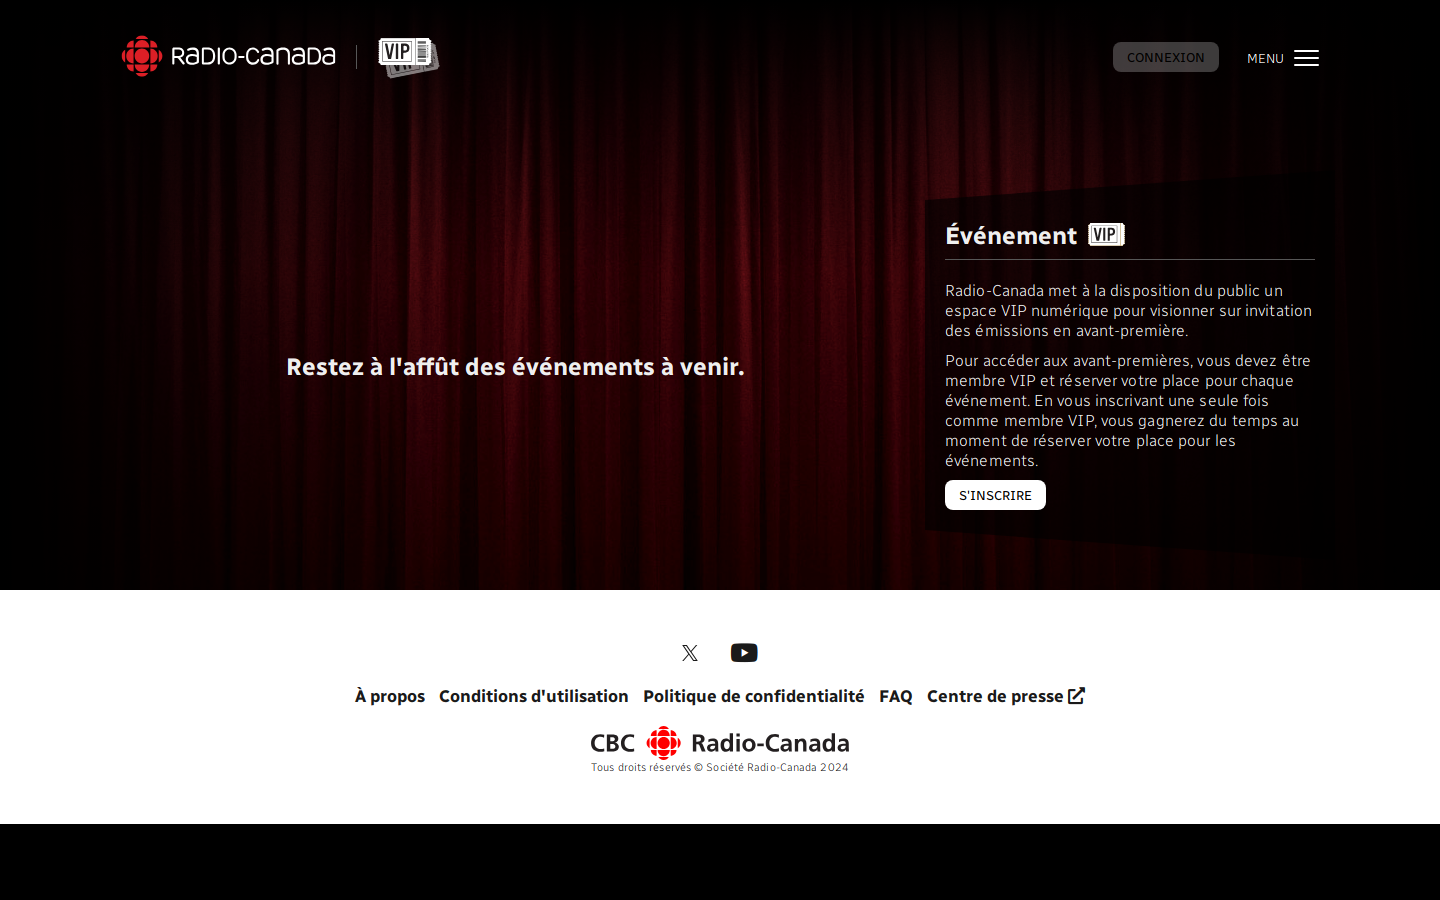 RADIO-CANADA
VIP
VIP
CONNEXION
MENU
Événement VIP
Radio-Canada met à la disposition du public un
espace VIP numérique pour visionner sur invitation
des émissions en avant-première.
Pour accéder aux avant-premières, vous devez être
membre VIP et réserver votre place pour chaque
événement. En vous inscrivant une seule fois
comme membre VIP, vous gagnerez du temps au
moment de réserver votre place pour les
événements.
S'INSCRIRE
Restez à l'affût des événements à venir.
À propos Conditions d'utilisation Politique de confidentialité FAQ Centre de presse
CBC Radio-Canada
Tous droits réservés © Société Radio-Canada 2024